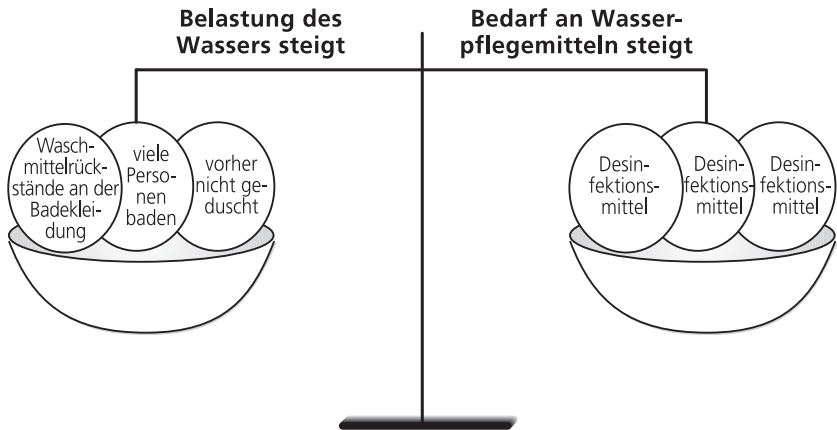 Belastung des
Wassers steigt
Bedarf an Wasser-
pflegemitteln steigt
Wasch-
mittelrück-
stände an der
Badeklei-
dung
viele
Perso-
nen
baden
vorher
nicht ge-
duscht
Desin-
fektions-
mittel
Desin-
fektions-
mittel
Desin-
fektions-
mittel